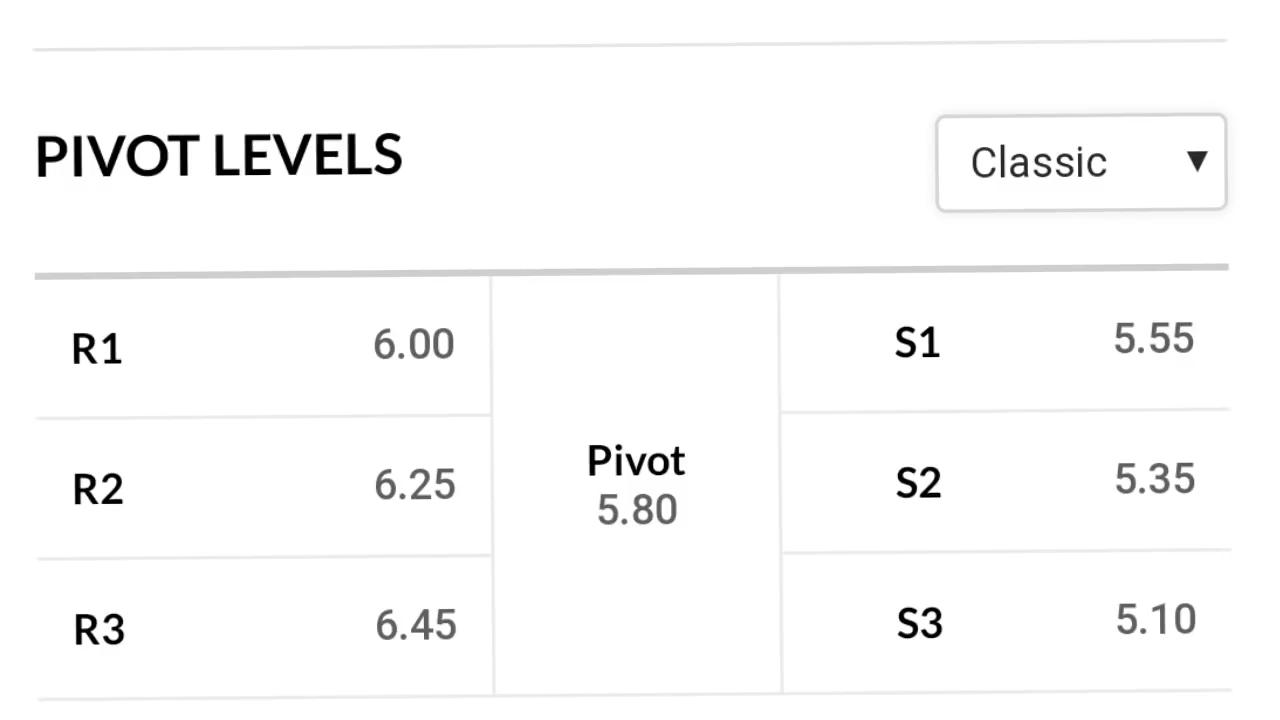 PIVOT LEVELS
Classic ▼
R1 6.00
R2 6.25
R3 6.45
Pivot
5.80
S1 5.55
S2 5.35
S3 5.10